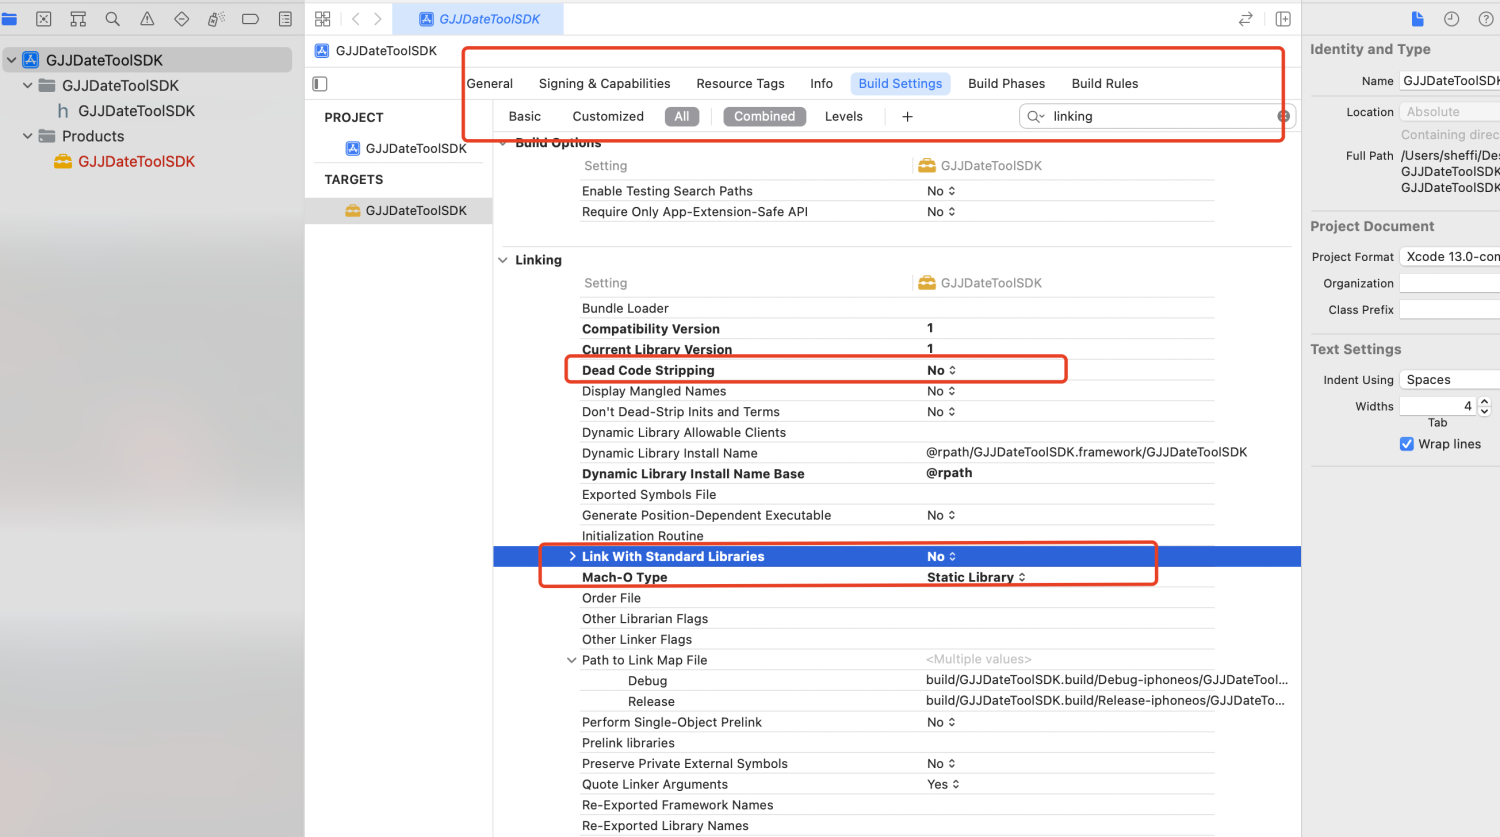 GJJDateToolSDK
GJJDateToolSDK
h GJJDateToolSDK
Products
GJJDateToolSDK
GJJDateToolSDK
GJJDateToolSDK
General Signing & Capabilities Resource Tags Info Build Settings Build Phases Build Rules
Basic Customized All Combined Levels + linking
PROJECT
GJJDateToolSDK
TARGETS
GJJDateToolSDK
Build Options
Setting GJJDateToolSDK
Enable Testing Search Paths No
Require Only App-Extension-Safe API No
Linking
Setting GJJDateToolSDK
Bundle Loader
Compatibility Version 1
Current Library Version 1
Dead Code Stripping No
Display Mangled Names No
Don't Dead-Strip Inits and Terms No
Dynamic Library Allowable Clients
Dynamic Library Install Name @rpath/GJJDateToolSDK.framework/GJJDateToolSDK
Dynamic Library Install Name Base @rpath
Exported Symbols File
Generate Position-Dependent Executable No
Initialization Routine
Link With Standard Libraries No
Mach-O Type Static Library
Order File
Other Librarian Flags
Other Linker Flags
Path to Link Map File <Multiple values>
Debug build/GJJDateToolSDK.build/Debug-iphoneos/GJJDateTool...
Release build/GJJDateToolSDK.build/Release-iphoneos/GJJDateTo...
Perform Single-Object Prelink No
Prelink libraries
Preserve Private External Symbols No
Quote Linker Arguments Yes
Re-Exported Framework Names
Re-Exported Library Names
Identity and Type
Name GJJDateToolSDK
Location Absolute
Containing direc
Full Path /Users/sheffi/Des
GJJDateToolSDK
GJJDateToolSDK
Project Document
Project Format Xcode 13.0-com
Organization
Class Prefix
Text Settings
Indent Using Spaces
Widths 4
Tab
Wrap lines